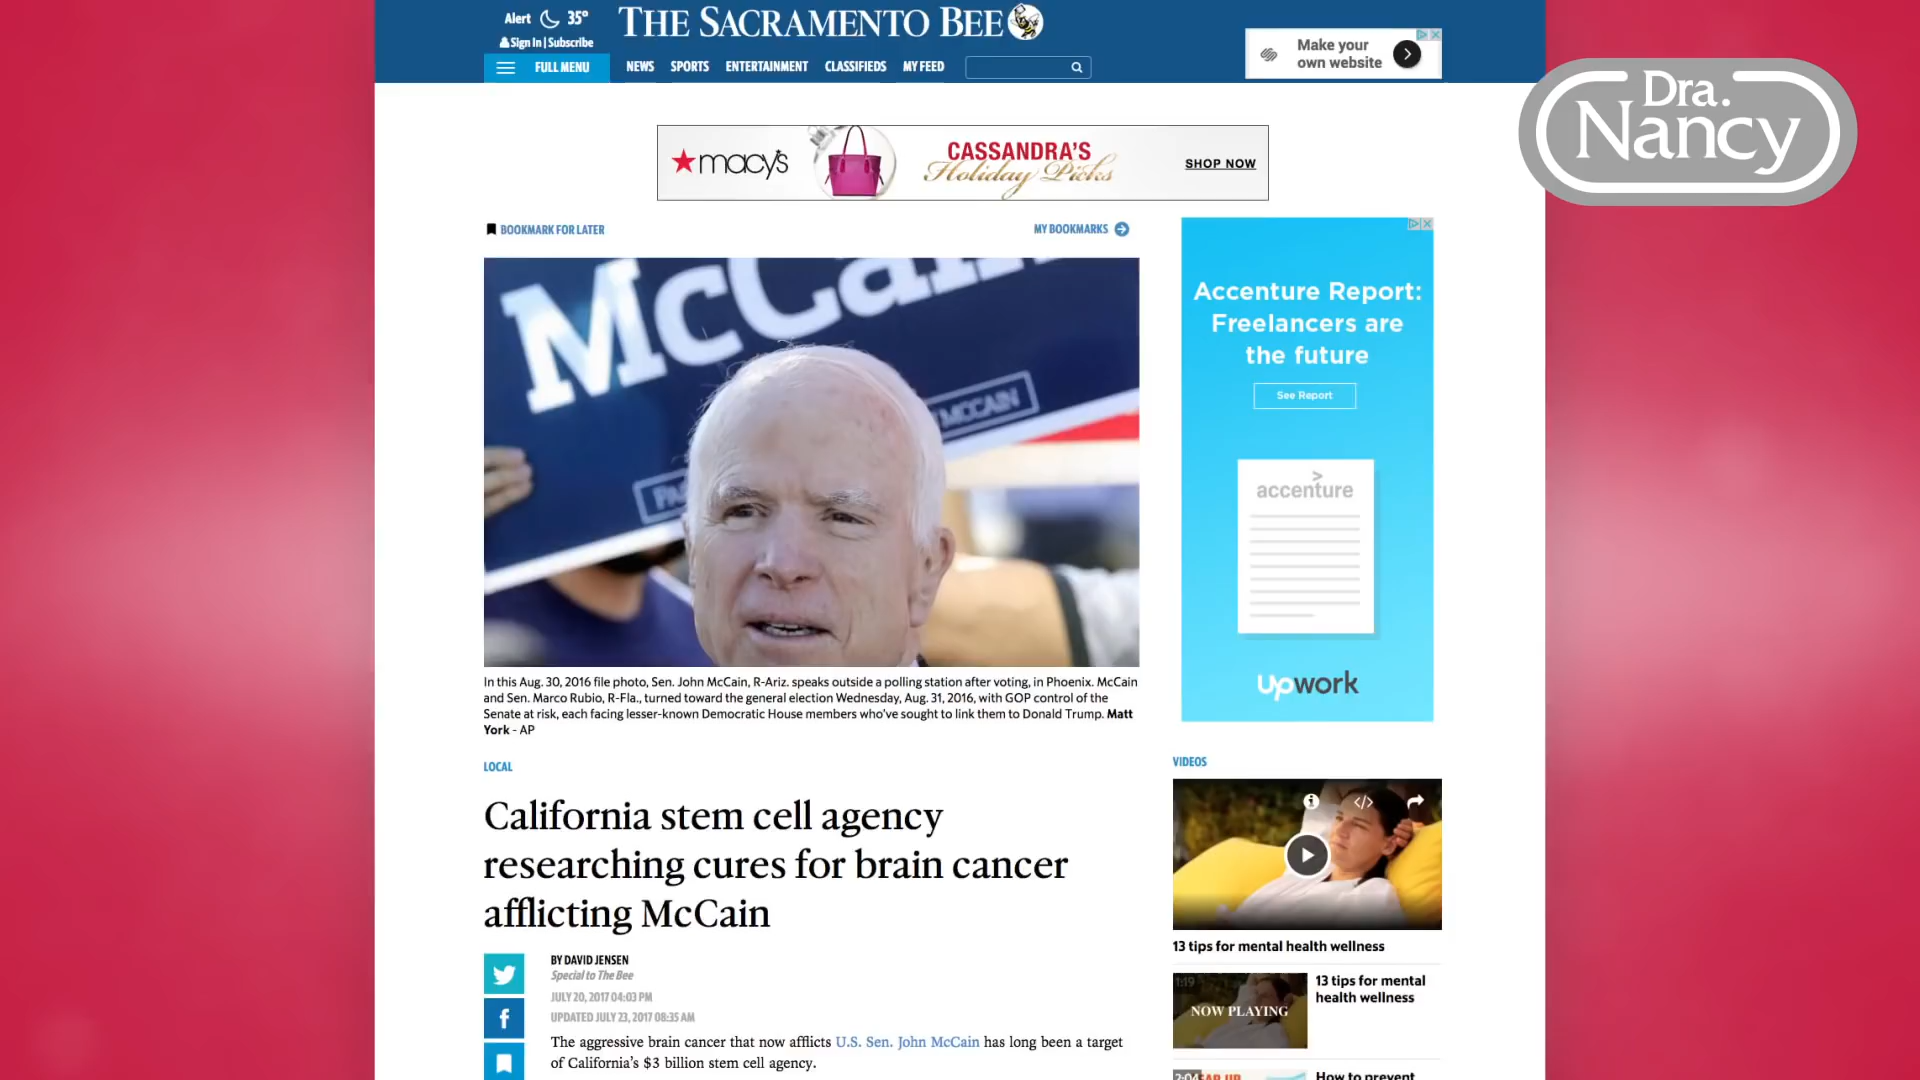 Alert 35°
THE SACRAMENTO BEE
Sign In | Subscribe
FULL MENU
NEWS SPORTS ENTERTAINMENT CLASSIFIEDS MY FEED
Make your
own website
Dra.
Nancy
macy's
CASSANDRA'S
Holiday Picks
SHOP NOW
BOOKMARK FOR LATER
MY BOOKMARKS
McCain
MCCAIN
In this Aug. 30, 2016 file photo, Sen. John McCain, R-Ariz. speaks outside a polling station after voting, in Phoenix. McCain
and Sen. Marco Rubio, R-Fla., turned toward the general election Wednesday, Aug. 31, 2016, with GOP control of the
Senate at risk, each facing lesser-known Democratic House members who've sought to link them to Donald Trump. Matt
York - AP
LOCAL
California stem cell agency
researching cures for brain cancer
afflicting McCain
BY DAVID JENSEN
Special to The Bee
JULY 20, 2017 04:03 PM
UPDATED JULY 23, 2017 08:35 AM
The aggressive brain cancer that now afflicts U.S. Sen. John McCain has long been a target
of California's $3 billion stem cell agency.
Accenture Report:
Freelancers are
the future
See Report
accenture
upwork
VIDEOS
13 tips for mental health wellness
1:19
NOW PLAYING
13 tips for mental
health wellness
2:04
How to prevent